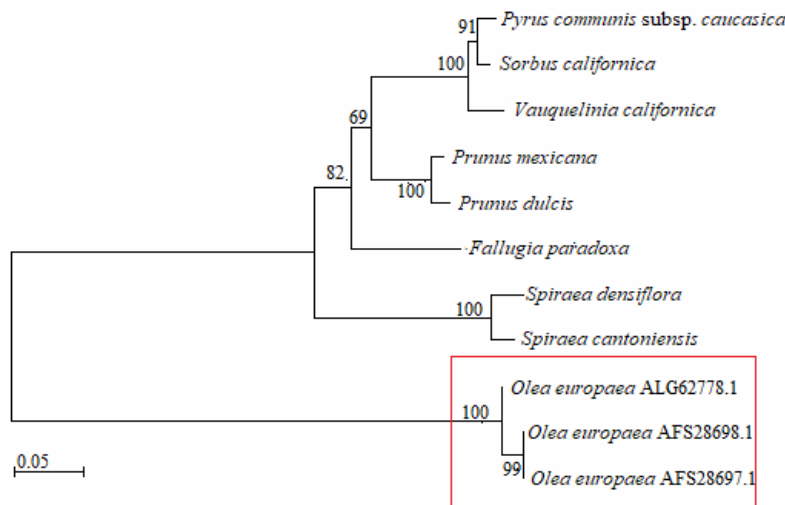 91
Pyrus communis subsp. caucasica
100
Sorbus californica
Vauquelinia californica
69
Prunus mexicana
82
100
Prunus dulcis
Fallugia paradoxa
Spiraea densiflora
100
Spiraea cantoniensis
Olea europaea ALG62778.1
100
Olea europaea AFS28698.1
0.05
99
Olea europaea AFS28697.1